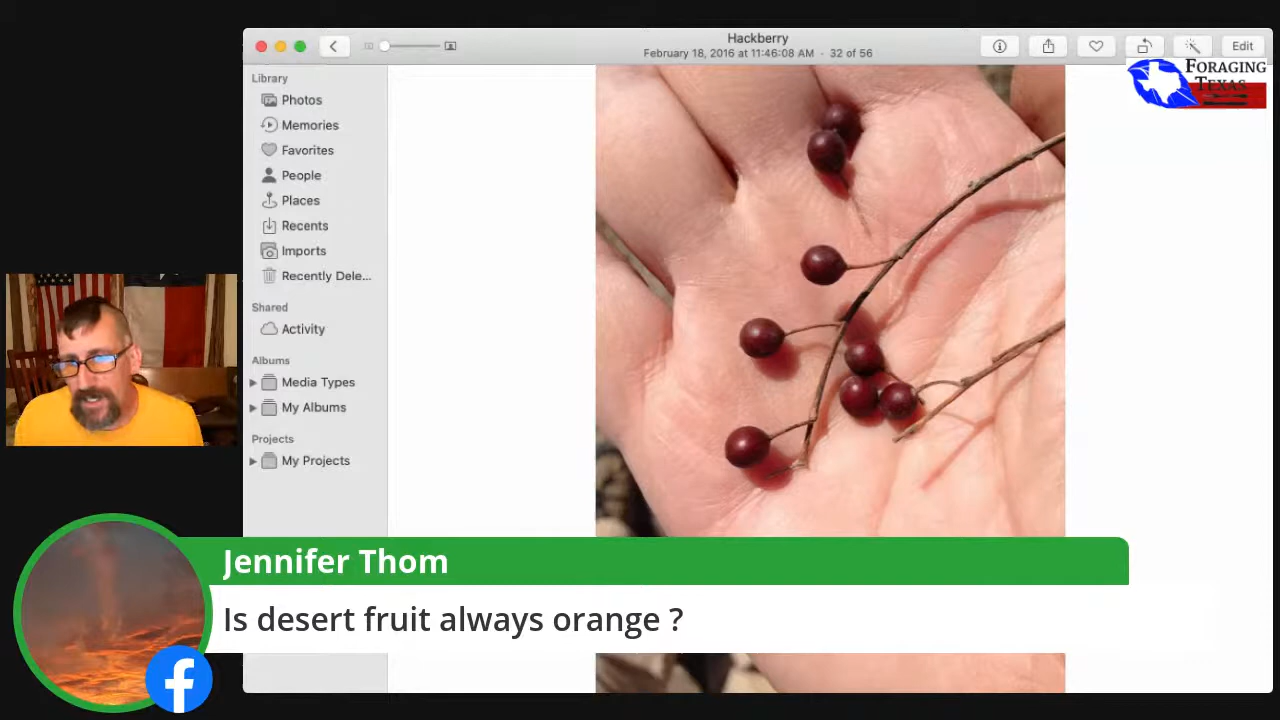 Hackberry
February 18, 2016 at 11:46:08 AM - 32 of 56
Edit
Foraging
Texas
Library
Photos
Memories
Favorites
People
Places
Recents
Imports
Recently Dele...
Shared
Activity
Albums
Media Types
My Albums
Projects
My Projects
Jennifer Thom
Is desert fruit always orange ?